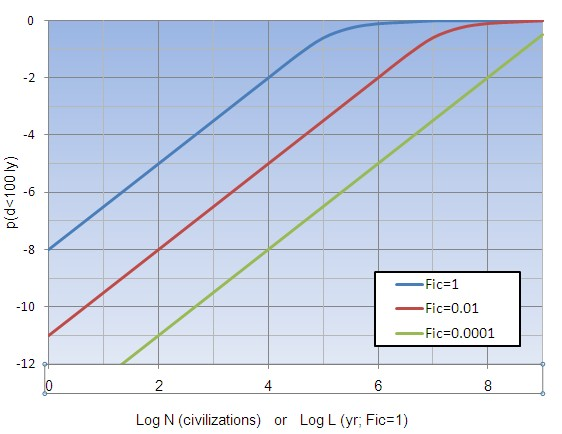 0
-2
-4
-6
-8
-10
-12
p(d<100 ly)
Fic=1
Fic=0.01
Fic=0.0001
0 2 4 6 8
Log N (civilizations) or Log L (yr; Fic=1)